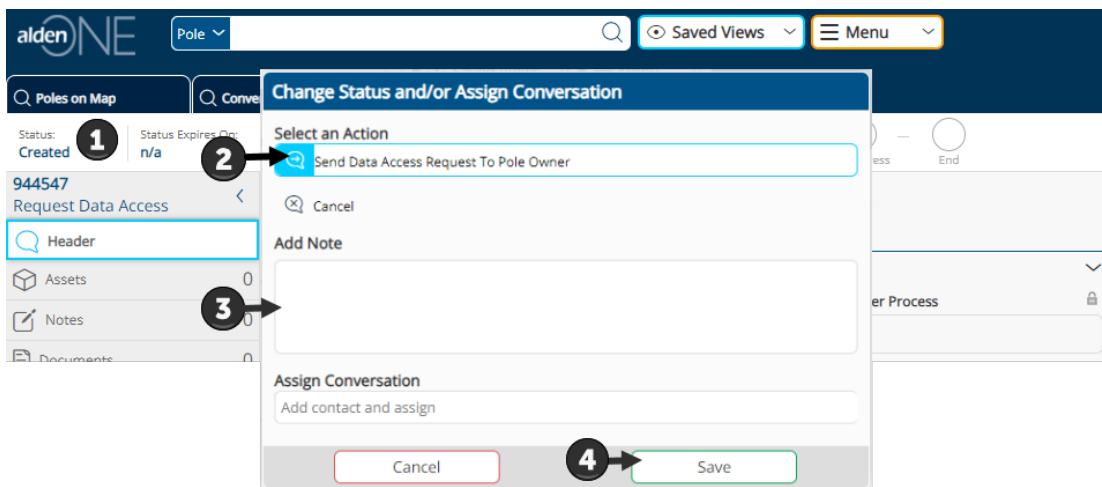 alden ONE
Pole
Saved Views
Menu
Poles on Map
Conve
Change Status and/or Assign Conversation
Status:
Created
1
Status Expires On:
n/a
2
Select an Action
Send Data Access Request To Pole Owner
Cancel
ess
End
944547
Request Data Access
Header
Assets 0
Notes 0
Documents 0
Add Note
3
er Process
Assign Conversation
Add contact and assign
Cancel
4
Save